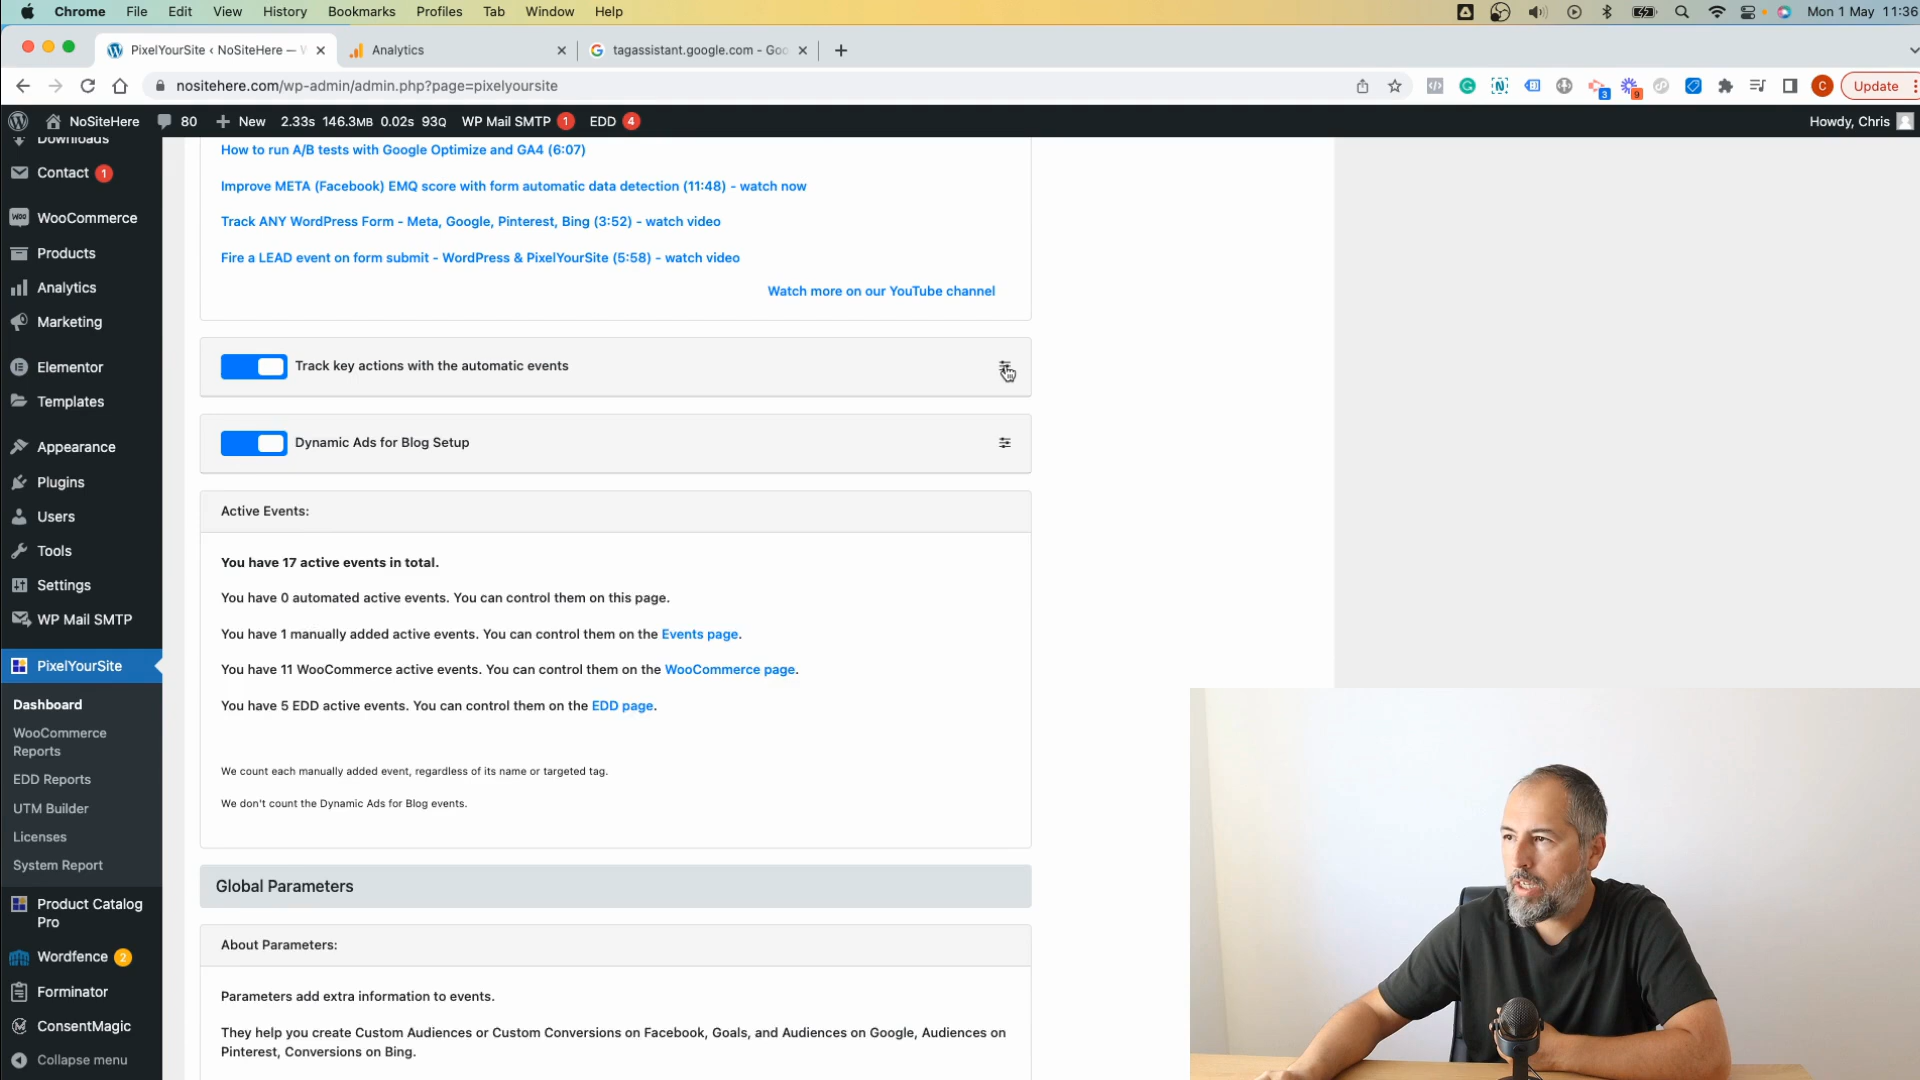 Chrome File Edit View History Bookmarks Profiles Tab Window Help
Mon 1 May 11:36
PixelYourSite ‹ NoSiteHere —
Analytics
tagassistant.google.com - Goo
nositehere.com/wp-admin/admin.php?page=pixelyoursite
3
9
C
Update
NoSiteHere
80
New
2.33s 146.3MB 0.02s 93Q
WP Mail SMTP 1
EDD 4
Howdy, Chris
Downloads
Contact 1
WooCommerce
Products
Analytics
Marketing
Elementor
Templates
Appearance
Plugins
Users
Tools
Settings
WP Mail SMTP
PixelYourSite
Dashboard
WooCommerce
Reports
EDD Reports
UTM Builder
Licenses
System Report
Product Catalog
Pro
Wordfence 2
Forminator
ConsentMagic
Collapse menu
How to run A/B tests with Google Optimize and GA4 (6:07)
Improve META (Facebook) EMQ score with form automatic data detection (11:48) - watch now
Track ANY WordPress Form - Meta, Google, Pinterest, Bing (3:52) - watch video
Fire a LEAD event on form submit - WordPress & PixelYourSite (5:58) - watch video
Watch more on our YouTube channel
Track key actions with the automatic events
Dynamic Ads for Blog Setup
Active Events:
You have 17 active events in total.
You have 0 automated active events. You can control them on this page.
You have 1 manually added active events. You can control them on the Events page.
You have 11 WooCommerce active events. You can control them on the WooCommerce page.
You have 5 EDD active events. You can control them on the EDD page.
We count each manually added event, regardless of its name or targeted tag.
We don't count the Dynamic Ads for Blog events.
Global Parameters
About Parameters:
Parameters add extra information to events.
They help you create Custom Audiences or Custom Conversions on Facebook, Goals, and Audiences on Google, Audiences on
Pinterest, Conversions on Bing.